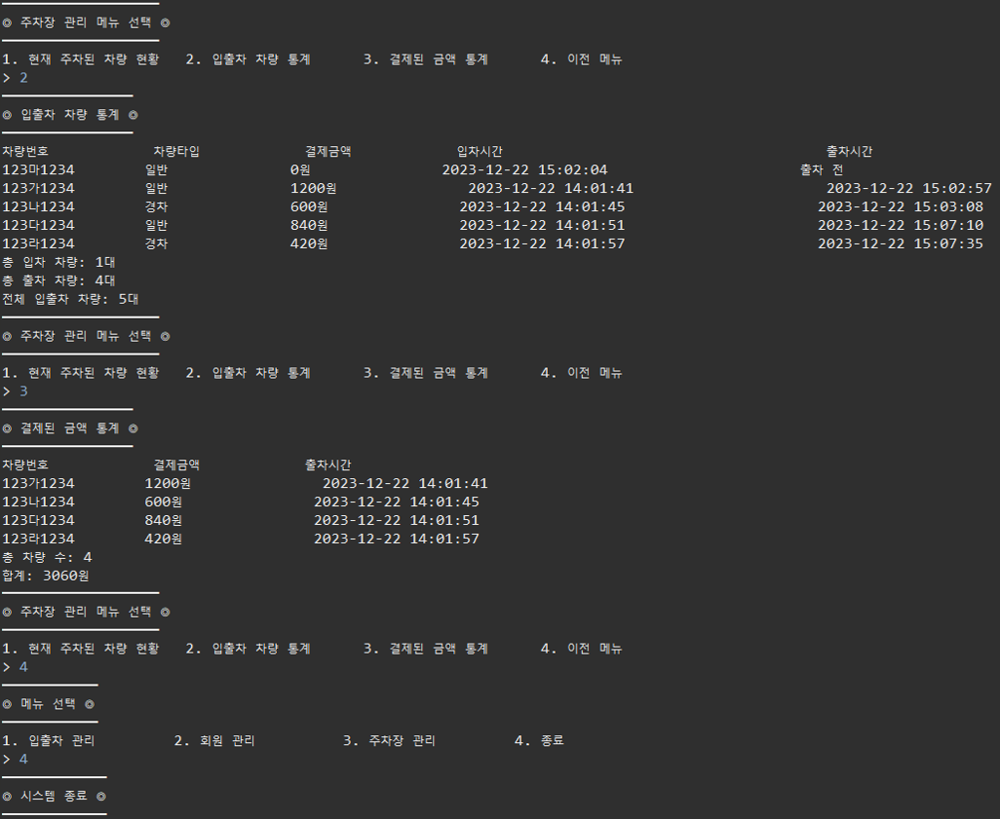 ◎ 주차장 관리 메뉴 선택 ◎
1. 현재 주차된 차량 현황 2. 입출차 차량 통계 3. 결제된 금액 통계 4. 이전 메뉴
> 2
◎ 입출차 차량 통계 ◎
차량번호 차량타입 결제금액 입차시간 출차시간
123마1234 일반 0원 2023-12-22 15:02:04 출차 전
123가1234 일반 1200원 2023-12-22 14:01:41 2023-12-22 15:02:57
123나1234 경차 600원 2023-12-22 14:01:45 2023-12-22 15:03:08
123다1234 일반 840원 2023-12-22 14:01:51 2023-12-22 15:07:10
123라1234 경차 420원 2023-12-22 14:01:57 2023-12-22 15:07:35
총 입차 차량: 1대
총 출차 차량: 4대
전체 입출차 차량: 5대
◎ 주차장 관리 메뉴 선택 ◎
1. 현재 주차된 차량 현황 2. 입출차 차량 통계 3. 결제된 금액 통계 4. 이전 메뉴
> 3
◎ 결제된 금액 통계 ◎
차량번호 결제금액 출차시간
123가1234 1200원 2023-12-22 14:01:41
123나1234 600원 2023-12-22 14:01:45
123다1234 840원 2023-12-22 14:01:51
123라1234 420원 2023-12-22 14:01:57
총 차량 수: 4
합계: 3060원
◎ 주차장 관리 메뉴 선택 ◎
1. 현재 주차된 차량 현황 2. 입출차 차량 통계 3. 결제된 금액 통계 4. 이전 메뉴
> 4
◎ 메뉴 선택 ◎
1. 입출차 관리 2. 회원 관리 3. 주차장 관리 4. 종료
> 4
◎ 시스템 종료 ◎